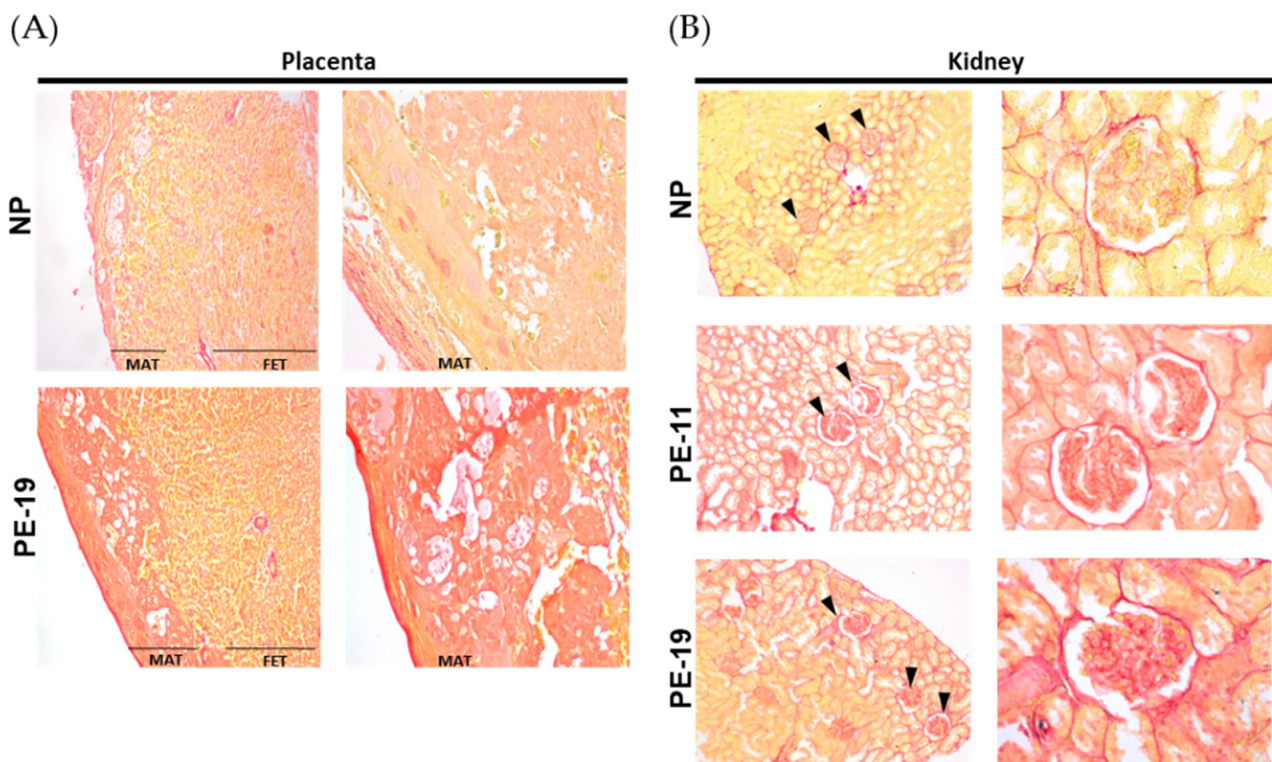 (A)
Placenta
NP
MAT
FET
MAT
PE-19
MAT
FET
MAT
(B)
Kidney
NP
PE-11
PE-19